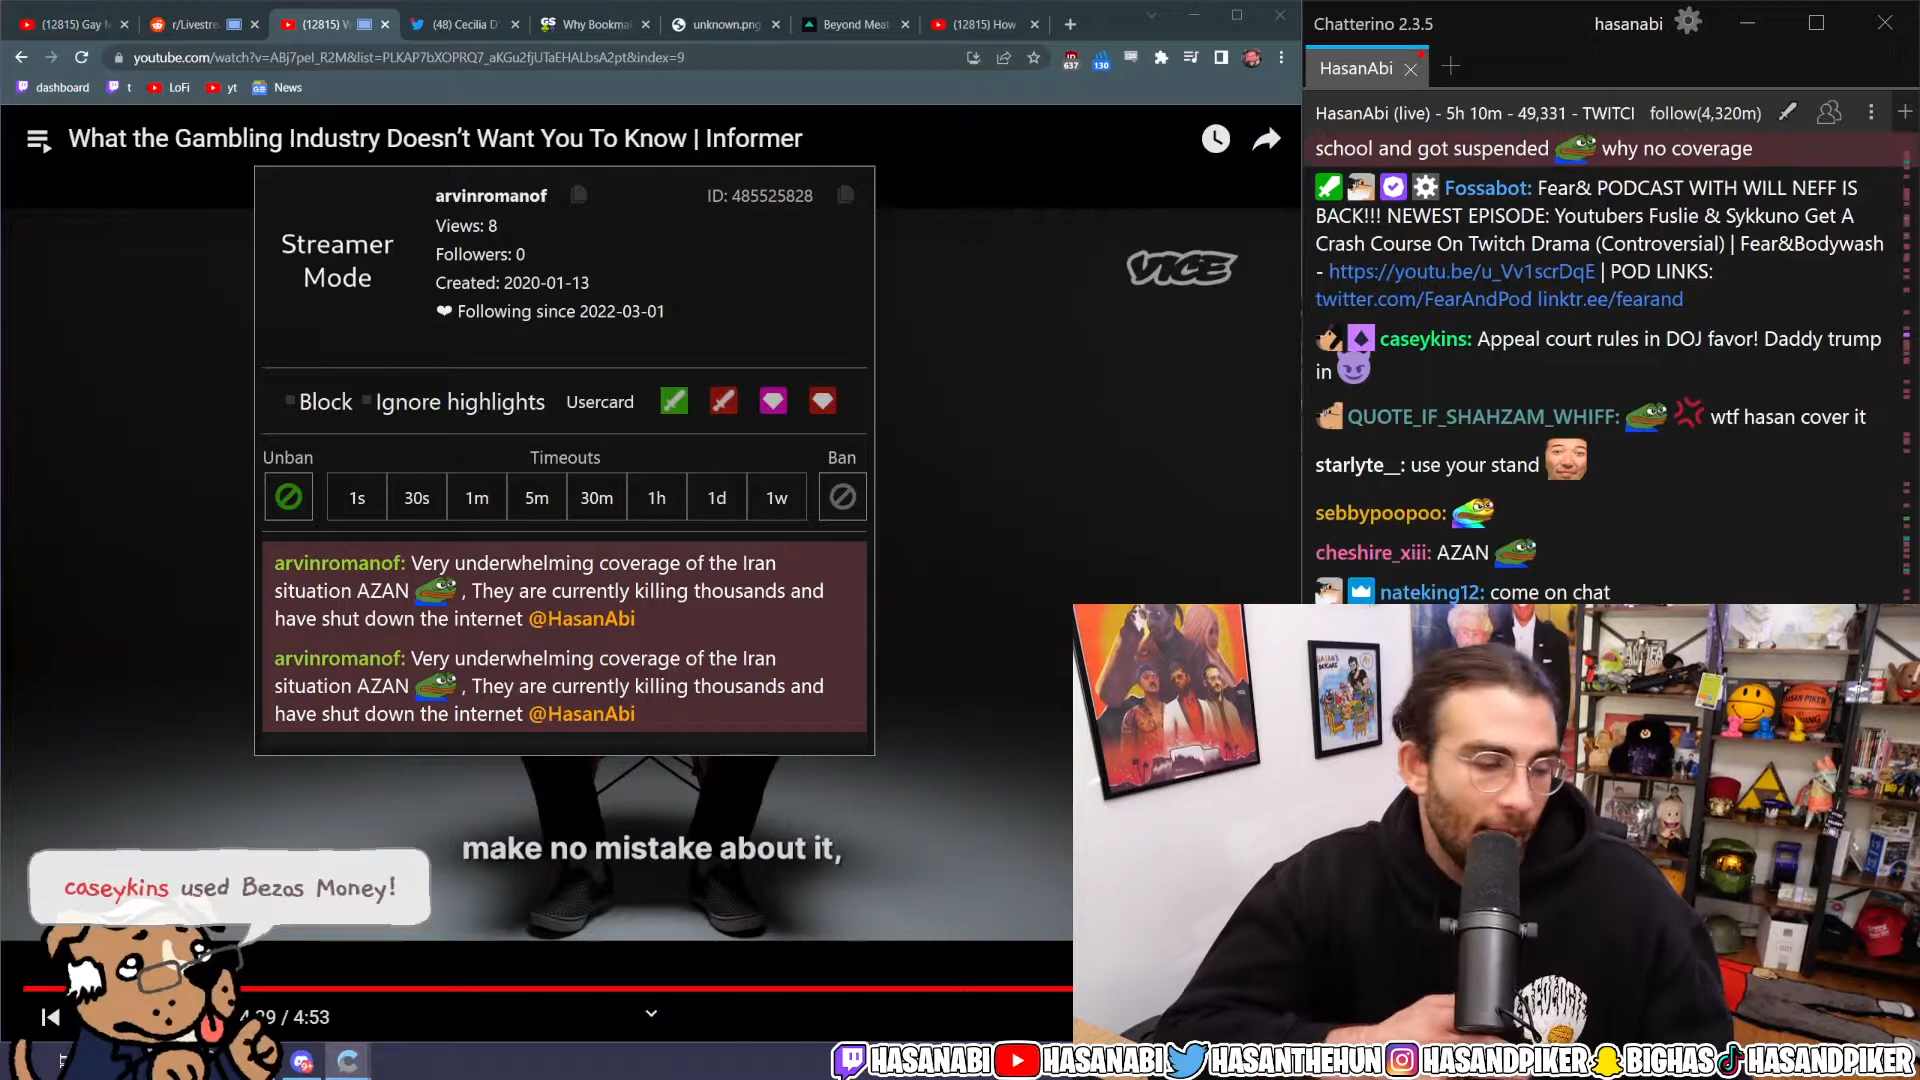 (12815) Gay M
r/Livestre
(12815) W
(48) Cecilia D'
Why Bookma
unknown.png
Beyond Meat
(12815) How
youtube.com/watch?v=ABj7pel_R2M&list=PLKAP7bXOPRQ7_aKGu2fjUTaEHALbsA2pt&index=9
637
130
dashboard
t
LoFi
yt
News
What the Gambling Industry Doesn't Want You To Know | Informer
VICE
Streamer
Mode
arvinromanof
ID: 485525828
Views: 8
Followers: 0
Created: 2020-01-13
❤ Following since 2022-03-01
Block
Ignore highlights
Usercard
Unban
Timeouts
Ban
1s
30s
1m
5m
30m
1h
1d
1w
arvinromanof: Very underwhelming coverage of the Iran
situation AZAN , They are currently killing thousands and
have shut down the internet @HasanAbi
arvinromanof: Very underwhelming coverage of the Iran
situation AZAN , They are currently killing thousands and
have shut down the internet @HasanAbi
make no mistake about it,
caseykins used Bezos Money!
4:29 / 4:53
Chatterino 2.3.5
hasanabi
HasanAbi
HasanAbi (live) - 5h 10m - 49,331 - TWITCI
follow(4,320m)
school and got suspended why no coverage
Fossabot: Fear& PODCAST WITH WILL NEFF IS
BACK!!! NEWEST EPISODE: Youtubers Fuslie & Sykkuno Get A
Crash Course On Twitch Drama (Controversial) | Fear&Bodywash
- https://youtu.be/u_Vv1scrDqE | POD LINKS:
twitter.com/FearAndPod linktr.ee/fearand
caseykins: Appeal court rules in DOJ favor! Daddy trump
in
QUOTE_IF_SHAHZAM_WHIFF: wtf hasan cover it
starlyte__: use your stand
sebbypoopoo:
cheshire_xiii: AZAN
nateking12: come on chat
HASANABI
HASANABI
HASANTHEHUN
HASANDPIKER
BIGHAS
HASANDPIKER